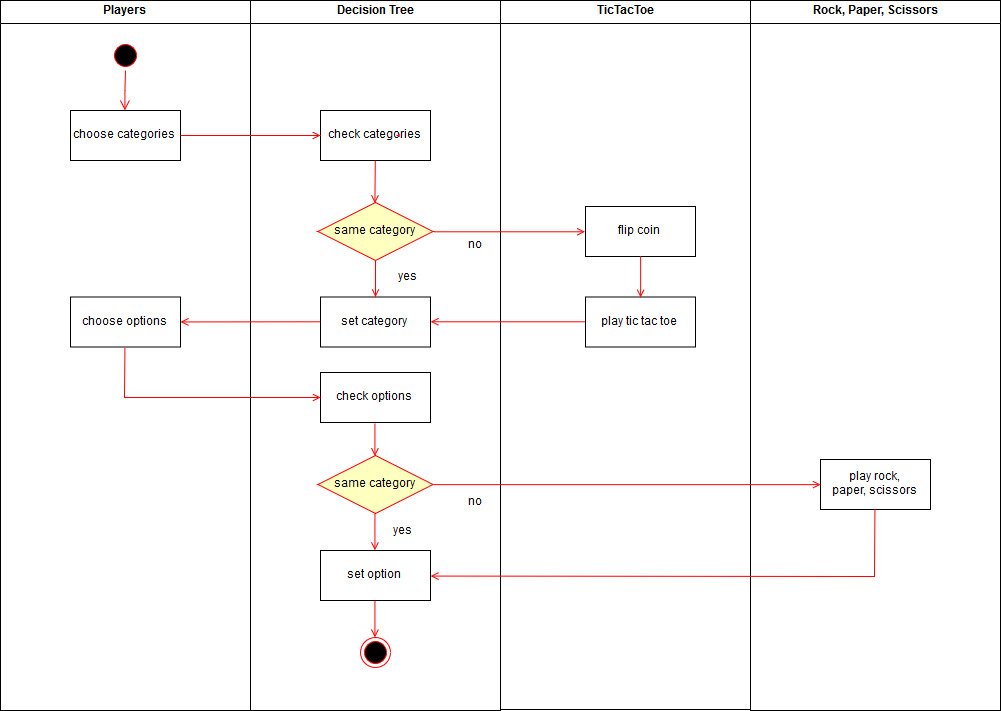 Players
Decision Tree
TicTacToe
Rock, Paper, Scissors
choose categories
check categories
same category
no
flip coin
yes
choose options
set category
play tic tac toe
check options
same category
no
play rock,
paper, scissors
yes
set option